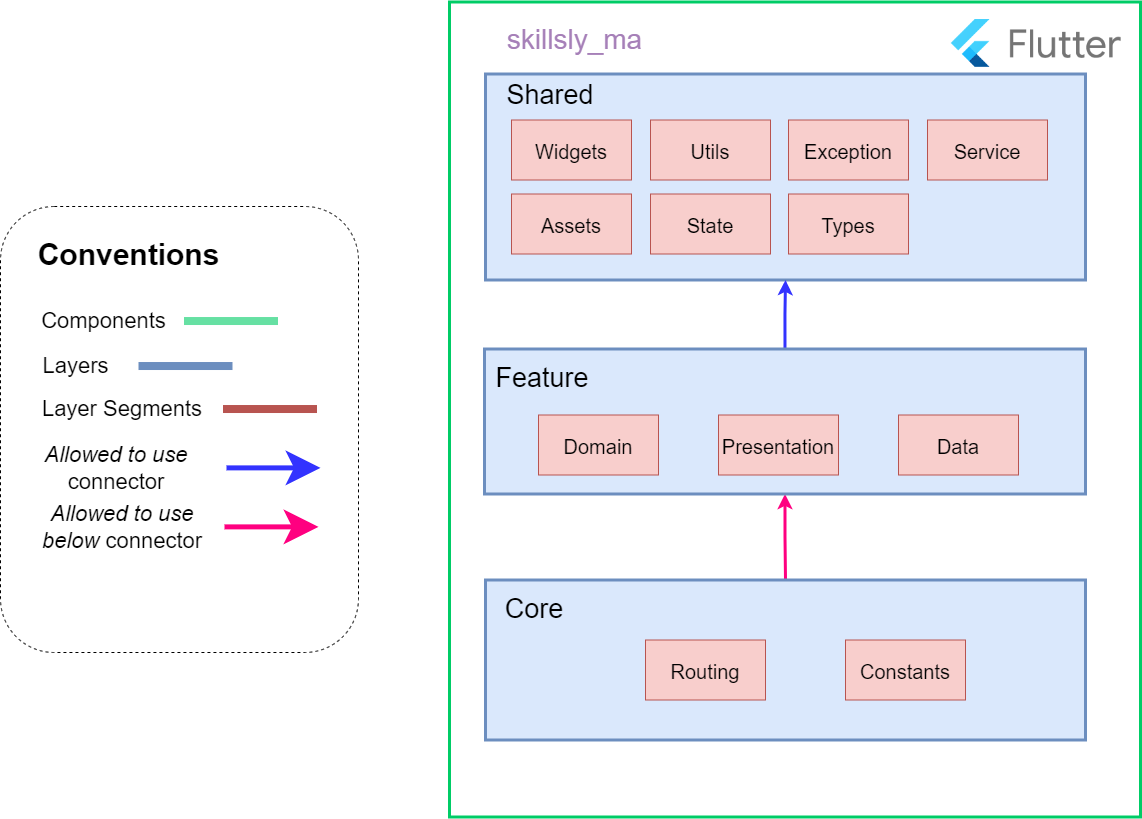 skillsly_ma
Flutter
Shared
Widgets
Utils
Exception
Service
Assets
State
Types
Feature
Domain
Presentation
Data
Core
Routing
Constants
Conventions
Components
Layers
Layer Segments
Allowed to use
connector
Allowed to use
below connector